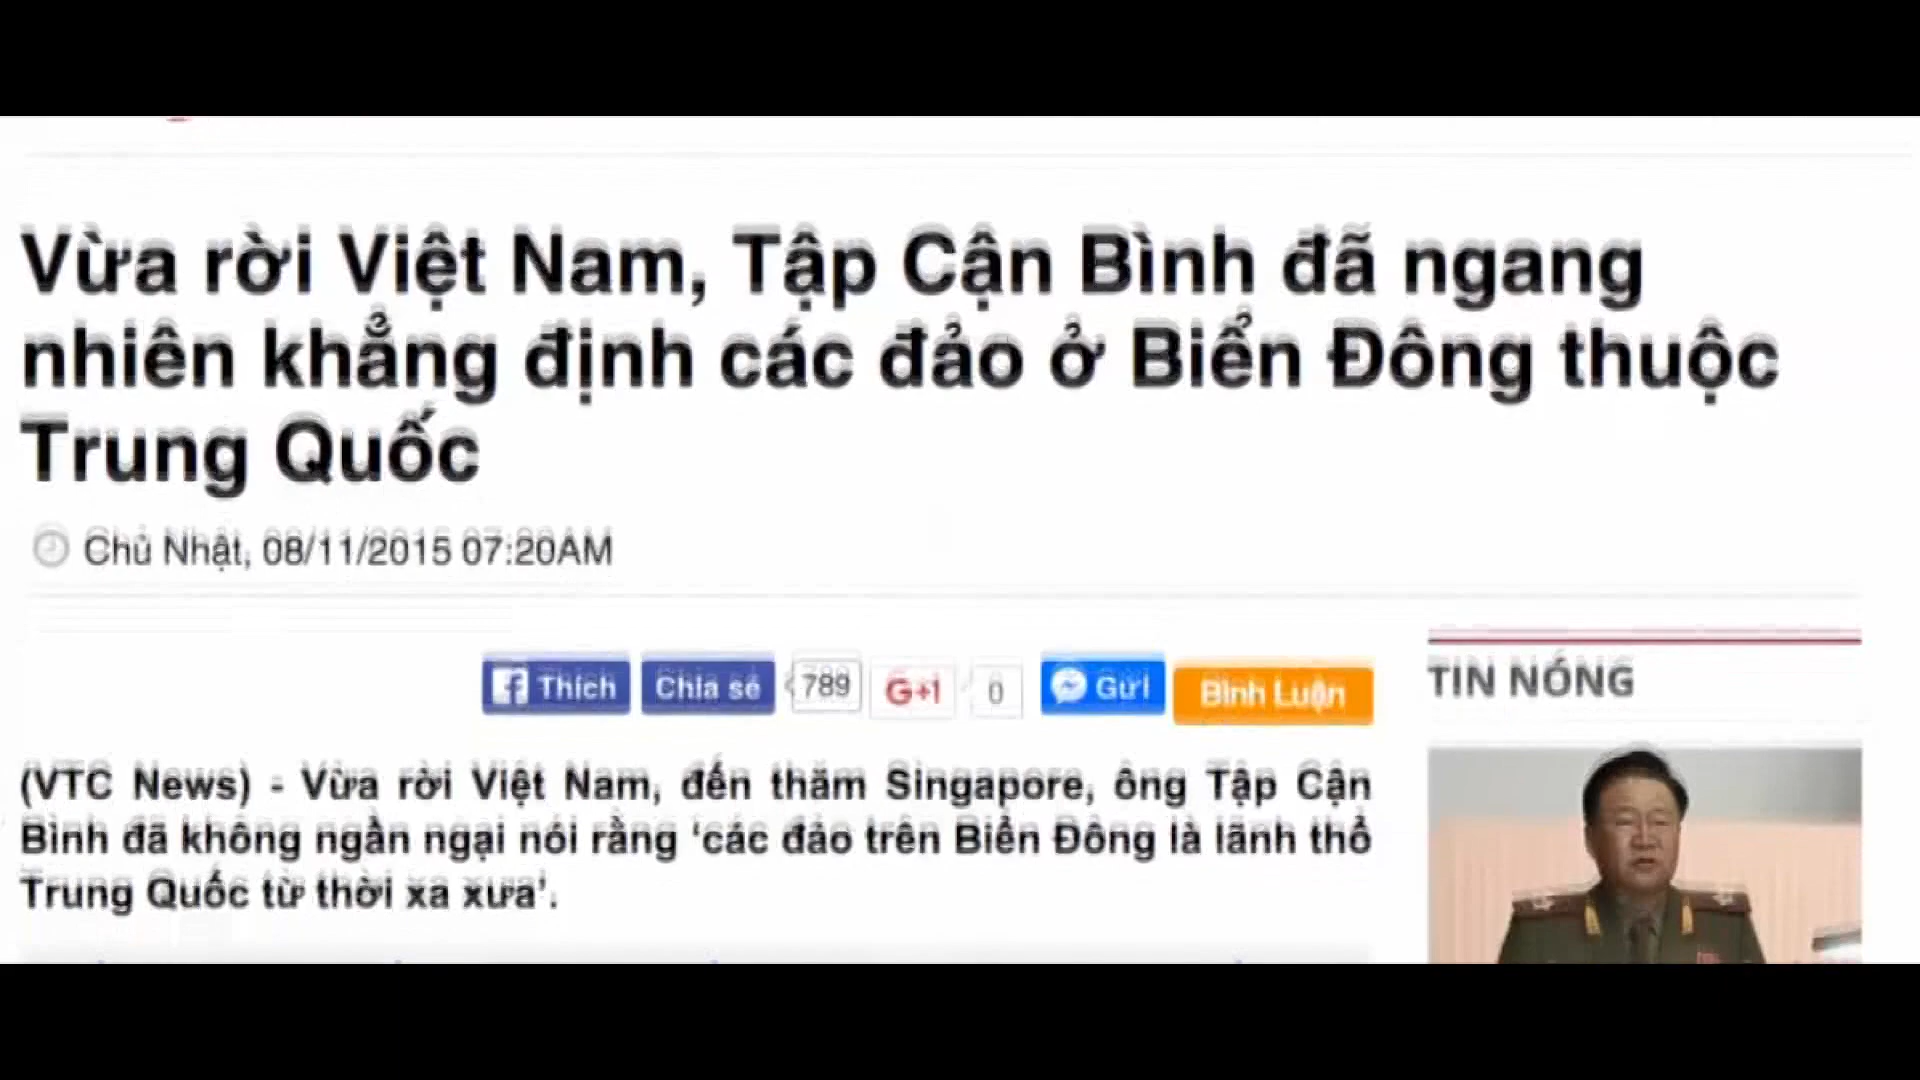 Vừa rời Việt Nam, Tập Cận Bình đã ngang
nhiên khẳng định các đảo ở Biển Đông thuộc
Trung Quốc
Chủ Nhật, 08/11/2015 07:20AM
Thích Chia sẻ 789 G+1 0 Gửi Bình Luận
TIN NÓNG
(VTC News) - Vừa rời Việt Nam, đến thăm Singapore, ông Tập Cận
Bình đã không ngần ngại nói rằng ‘các đảo trên Biển Đông là lãnh thổ
Trung Quốc từ thời xa xưa’.